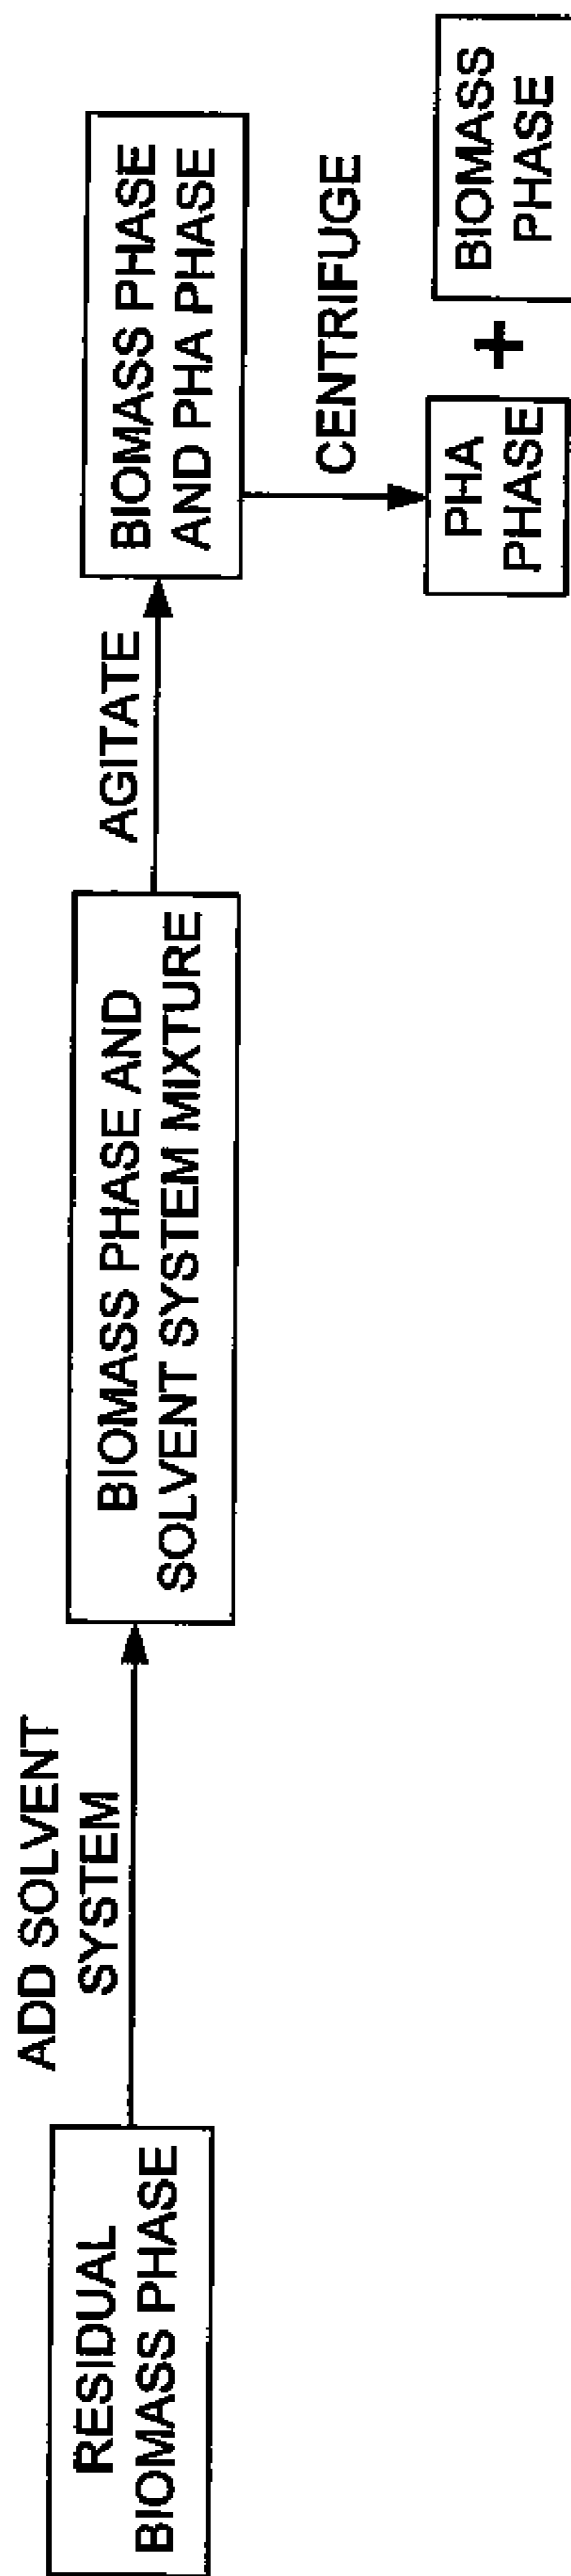 RESIDUAL
BIOMASS PHASE
ADD SOLVENT
SYSTEM
BIOMASS PHASE AND
SOLVENT SYSTEM MIXTURE
AGITATE
BIOMASS PHASE
AND PHA PHASE
CENTRIFUGE
PHA
PHASE
+
BIOMASS
PHASE